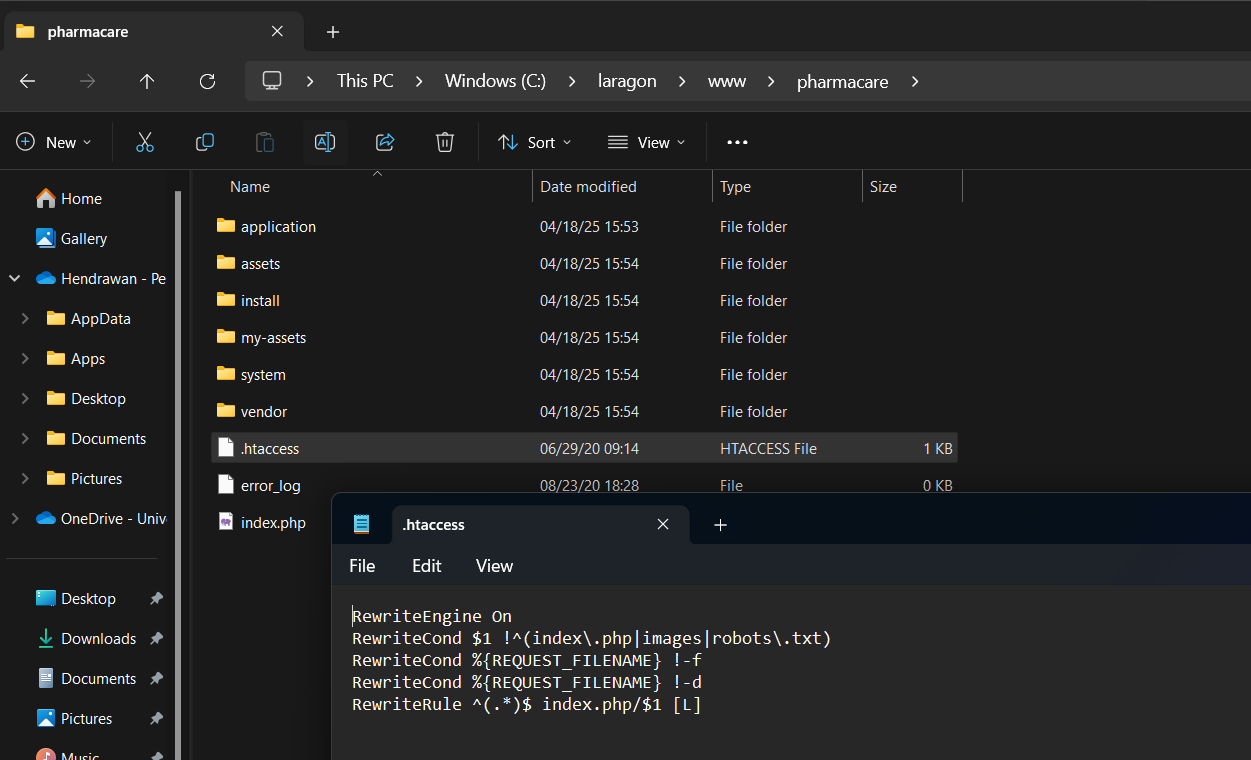 pharmacare
This PC
Windows (C:)
laragon
www
pharmacare
New
Sort
View
Name
Date modified
Type
Size
Home
Gallery
Hendrawan - Pe
AppData
Apps
Desktop
Documents
Pictures
OneDrive - Univ
Desktop
Downloads
Documents
Pictures
Music
application 04/18/25 15:53 File folder
assets 04/18/25 15:54 File folder
install 04/18/25 15:54 File folder
my-assets 04/18/25 15:54 File folder
system 04/18/25 15:54 File folder
vendor 04/18/25 15:54 File folder
.htaccess 06/29/20 09:14 HTACCESS File 1 KB
error_log 08/23/20 18:28 File 0 KB
index.php
.htaccess
File Edit View
RewriteEngine On
RewriteCond $1 !^(index\.php|images|robots\.txt)
RewriteCond %{REQUEST_FILENAME} !-f
RewriteCond %{REQUEST_FILENAME} !-d
RewriteRule ^(.*)$ index.php/$1 [L]